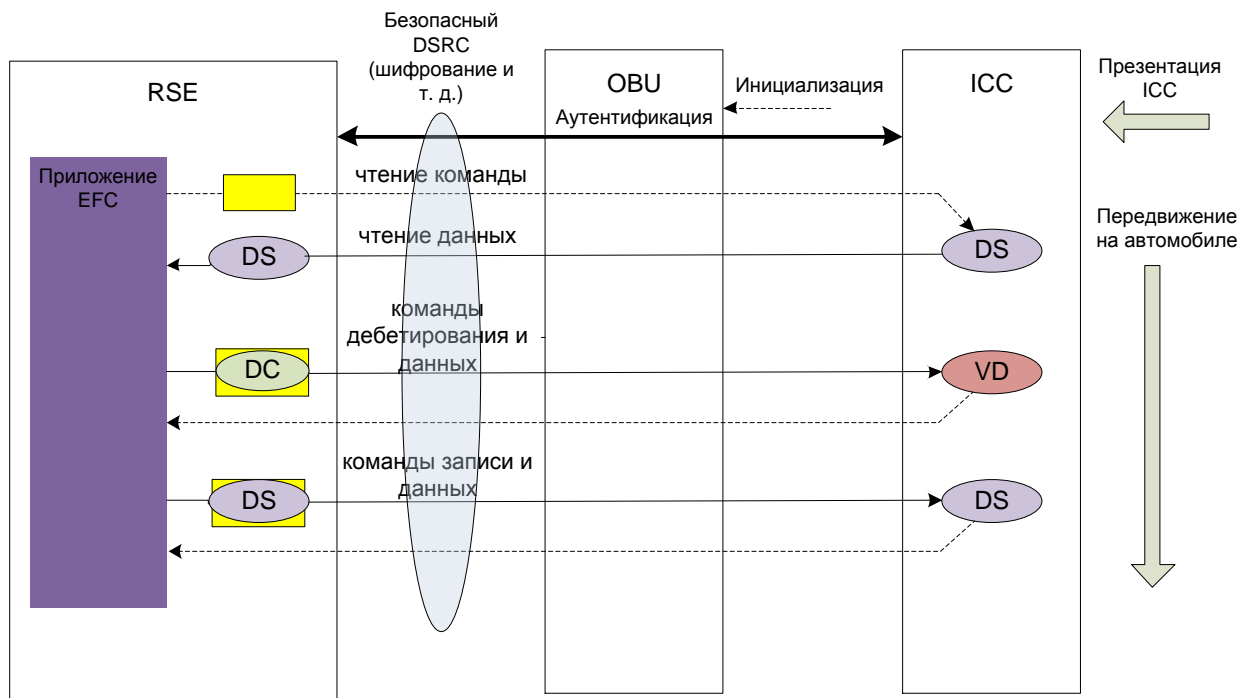 Безопасный
DSRC
(шифрование и
т. д.)
RSE
OBU
Инициализация
ICC
Презентация
ICC
Аутентификация
Приложение
EFC
чтение команды
Передвижение
на автомобиле
чтение данных
DS
DS
команды
дебетирования и
данных
DC
VD
команды записи и
данных
DS
DS